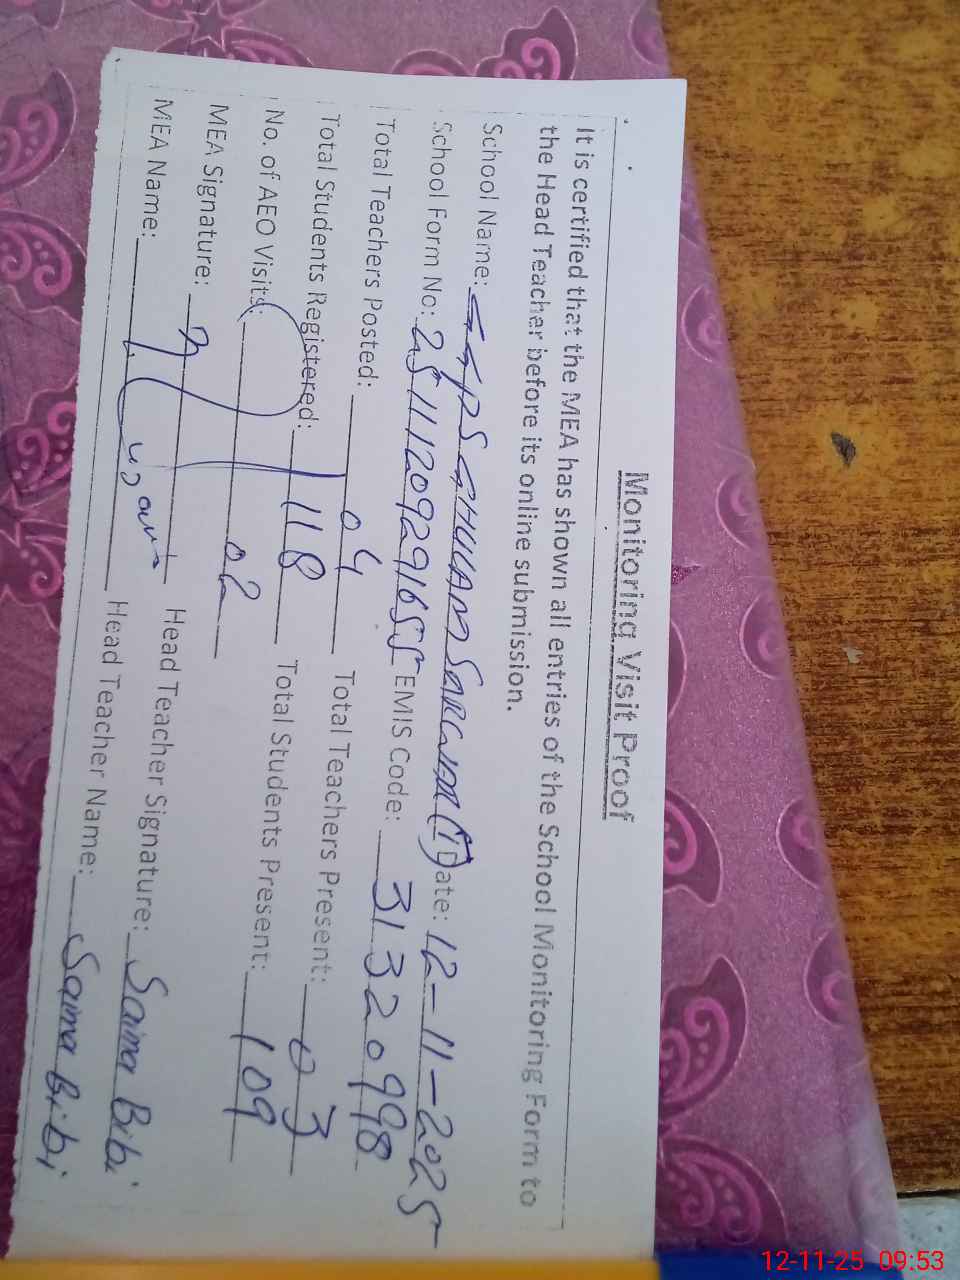 Monitoring Visit Proof
It is certified that the MEA has shown all entries of the School Monitoring Form to
the Head Teacher before its online submission.
School Name: GGPS GHULAM SARWAR (1) Date: 12-11-2025
School Form No: 25111209291655 EMIS Code: 31320998
Total Teachers Posted: 04 Total Teachers Present: 03
Total Students Registered: 118 Total Students Present: 109
No. of AEO Visits: 02
MEA Signature: Head Teacher Signature: Saima Bibi
MEA Name: Head Teacher Name: Saima Bibi
12-11-25 09:53